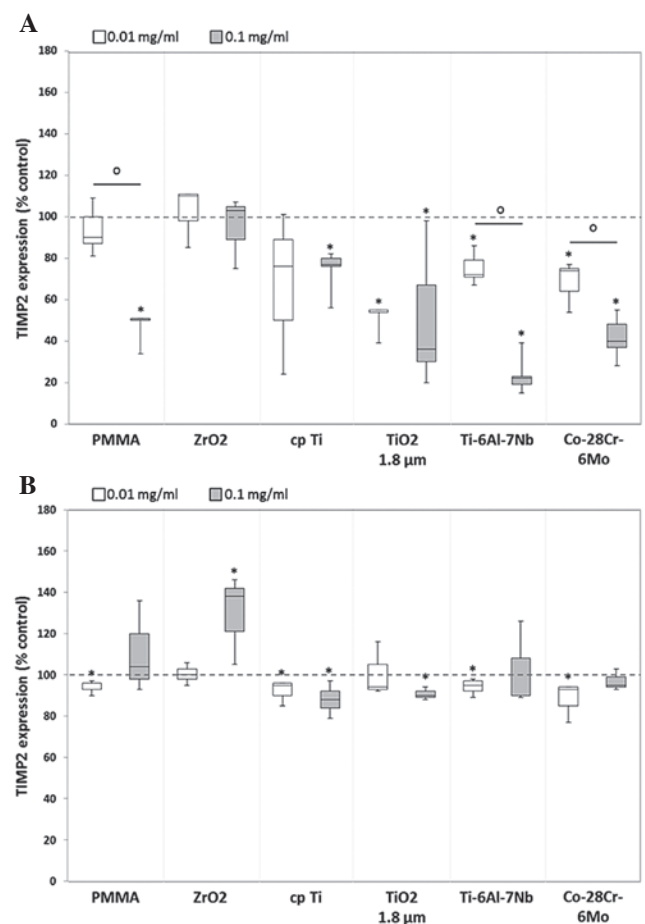 A
0.01 mg/ml 0.1 mg/ml
TIMP2 expression (% control)
180
160
140
120
100
80
60
40
20
0
PMMA ZrO2 cp Ti TiO2 1.8 µm Ti-6Al-7Nb Co-28Cr-6Mo
B
0.01 mg/ml 0.1 mg/ml
TIMP2 expression (% control)
180
160
140
120
100
80
60
40
20
0
PMMA ZrO2 cp Ti TiO2 1.8 µm Ti-6Al-7Nb Co-28Cr-6Mo